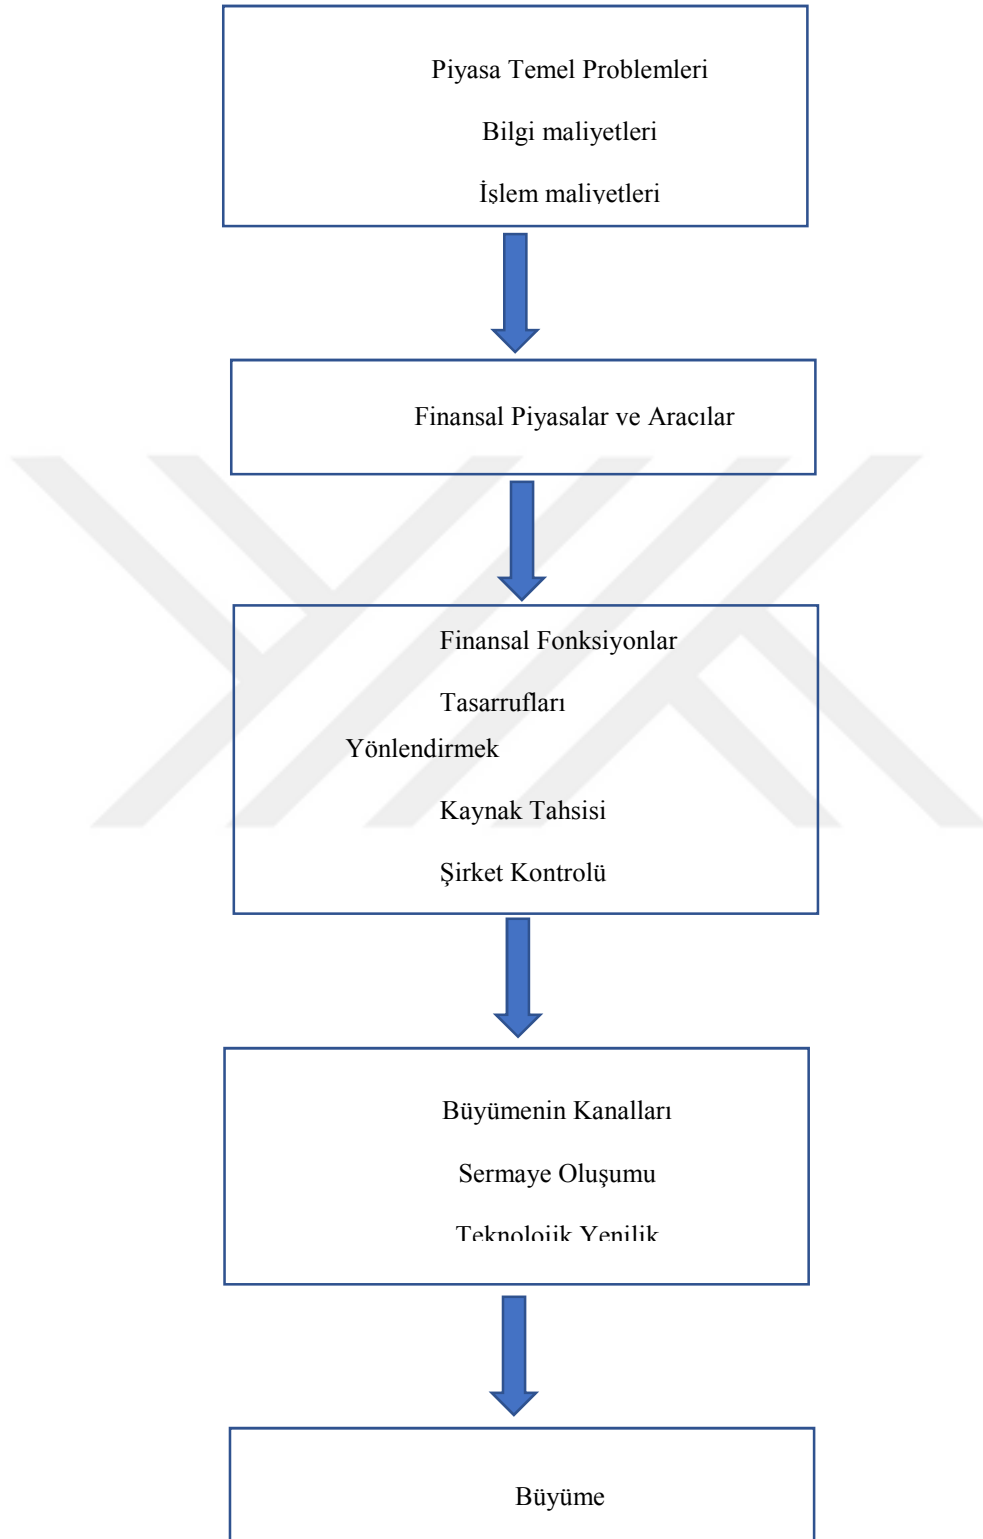 Piyasa Temel Problemleri
Bilgi maliyetleri
İşlem maliyetleri
Finansal Piyasalar ve Aracılar
Finansal Fonksiyonlar
Tasarrufları
Yönlendirmek
Kaynak Tahsisi
Şirket Kontrolü
Büyümenin Kanalları
Sermaye Oluşumu
Teknolojik Yenilik
Büyüme